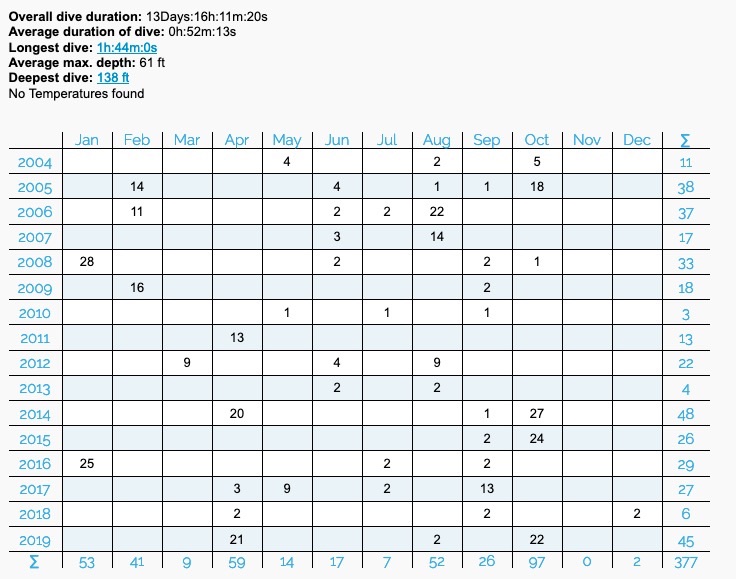 Overall dive duration: 13Days:16h:11m:20s
Average duration of dive: 0h:52m:13s
Longest dive: 1h:44m:0s
Average max. depth: 61 ft
Deepest dive: 138 ft
No Temperatures found
Jan Feb Mar Apr May Jun Jul Aug Sep Oct Nov Dec Σ
2004 4 2 5 11
2005 14 4 1 1 18 38
2006 11 2 2 22 37
2007 3 14 17
2008 28 2 2 1 33
2009 16 2 18
2010 1 1 1 3
2011 13 13
2012 9 4 9 22
2013 2 2 4
2014 20 1 27 48
2015 2 24 26
2016 25 2 2 29
2017 3 9 2 13 27
2018 2 2 2 6
2019 21 2 22 45
Σ 53 41 9 59 14 17 7 52 26 97 0 2 377